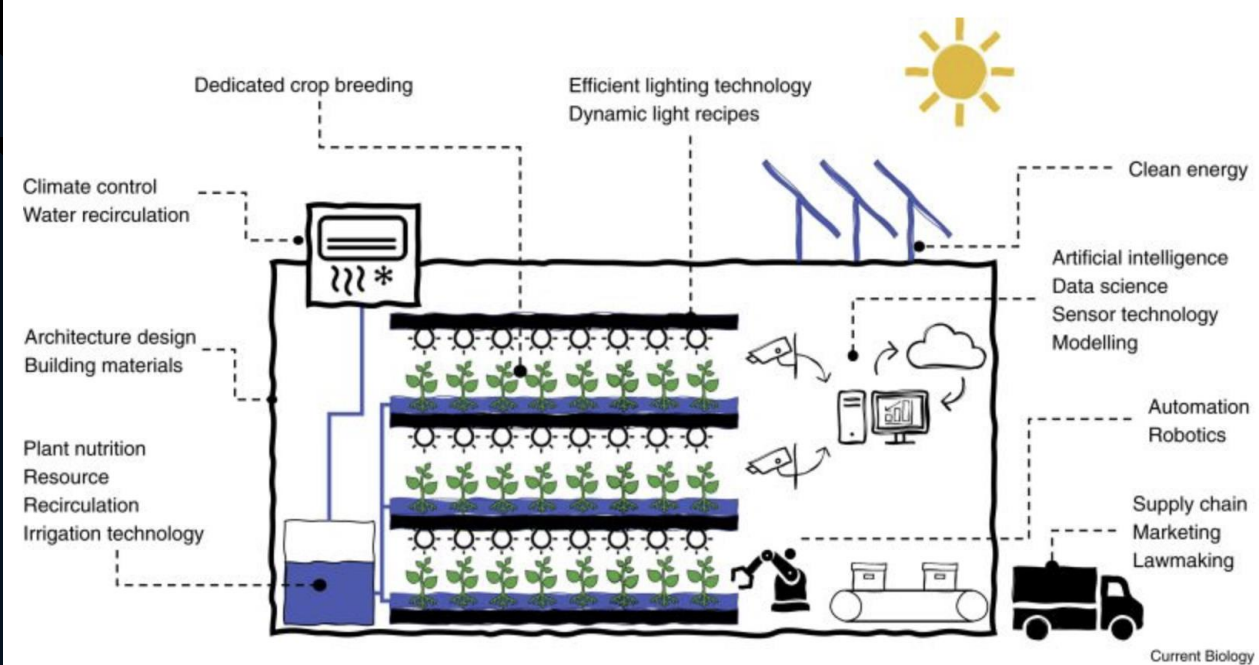 Dedicated crop breeding
Efficient lighting technology
Dynamic light recipes
Climate control
Water recirculation
Clean energy
Architecture design
Building materials
Artificial intelligence
Data science
Sensor technology
Modelling
Plant nutrition
Resource
Recirculation
Irrigation technology
Automation
Robotics
Supply chain
Marketing
Lawmaking
Current Biology